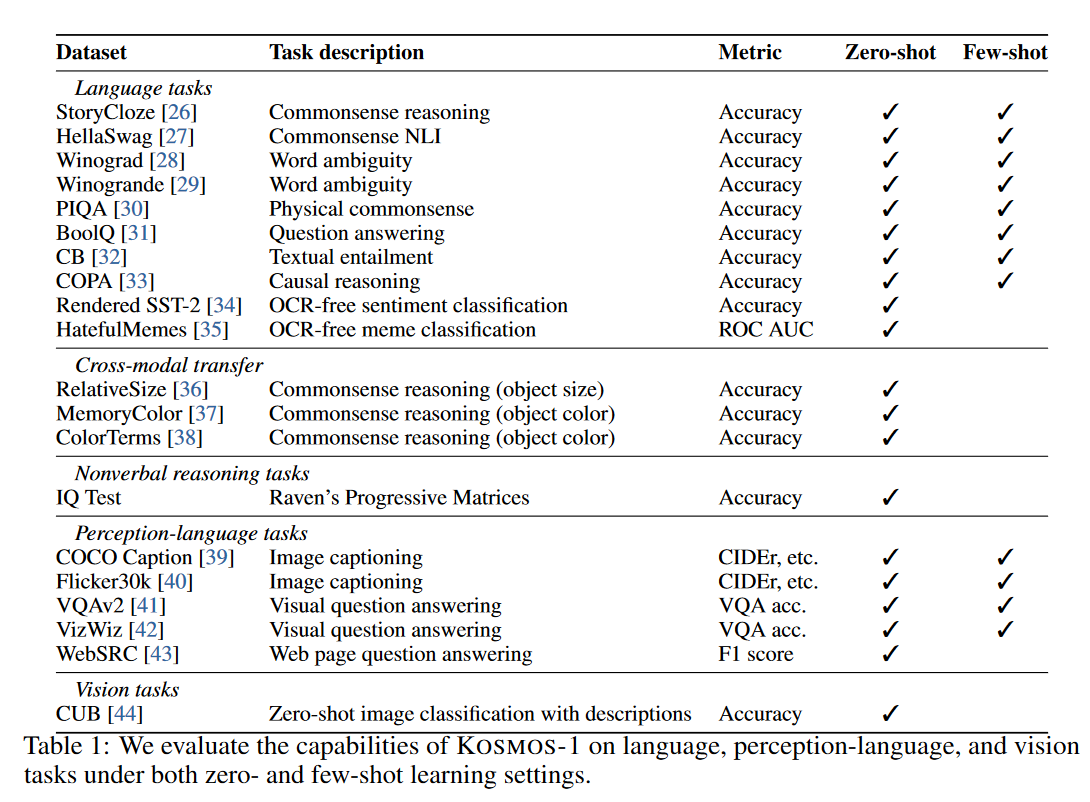 Dataset Task description Metric Zero-shot Few-shot
Language tasks
StoryCloze [26] Commonsense reasoning Accuracy ✓ ✓
HellaSwag [27] Commonsense NLI Accuracy ✓ ✓
Winograd [28] Word ambiguity Accuracy ✓ ✓
Winogrande [29] Word ambiguity Accuracy ✓ ✓
PIQA [30] Physical commonsense Accuracy ✓ ✓
BoolQ [31] Question answering Accuracy ✓ ✓
CB [32] Textual entailment Accuracy ✓ ✓
COPA [33] Causal reasoning Accuracy ✓ ✓
Rendered SST-2 [34] OCR-free sentiment classification Accuracy ✓
HatefulMemes [35] OCR-free meme classification ROC AUC ✓
Cross-modal transfer
RelativeSize [36] Commonsense reasoning (object size) Accuracy ✓
MemoryColor [37] Commonsense reasoning (object color) Accuracy ✓
ColorTerms [38] Commonsense reasoning (object color) Accuracy ✓
Nonverbal reasoning tasks
IQ Test Raven's Progressive Matrices Accuracy ✓
Perception-language tasks
COCO Caption [39] Image captioning CIDEr, etc. ✓ ✓
Flicker30k [40] Image captioning CIDEr, etc. ✓ ✓
VQAv2 [41] Visual question answering VQA acc. ✓ ✓
VizWiz [42] Visual question answering VQA acc. ✓ ✓
WebSRC [43] Web page question answering F1 score ✓
Vision tasks
CUB [44] Zero-shot image classification with descriptions Accuracy ✓
Table 1: We evaluate the capabilities of KOSMOS-1 on language, perception-language, and vision
tasks under both zero- and few-shot learning settings.